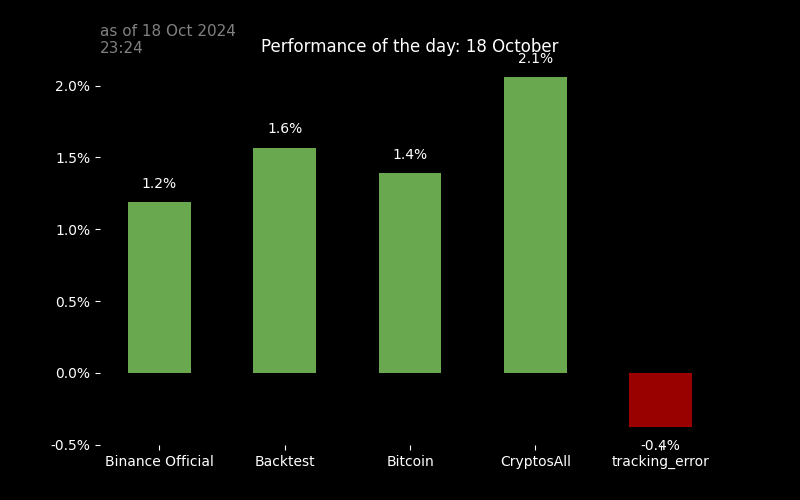 as of 18 Oct 2024
23:24
Performance of the day: 18 October
2.0%
1.5%
1.0%
0.5%
0.0%
-0.5%
1.2%
1.6%
1.4%
2.1%
-0.4%
Binance Official
Backtest
Bitcoin
CryptosAll
tracking_error